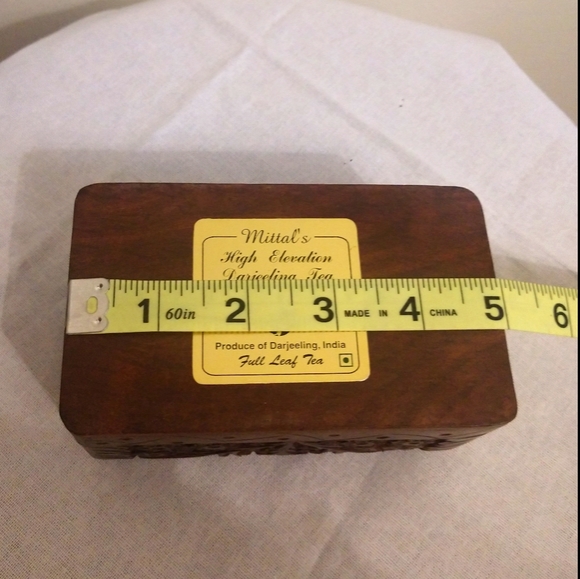 Mittal's
High Elevation
Darjeeling Tea
1 60in 2 3 MADE IN 4 CHINA 5 6
Produce of Darjeeling, India
Full Leaf Tea